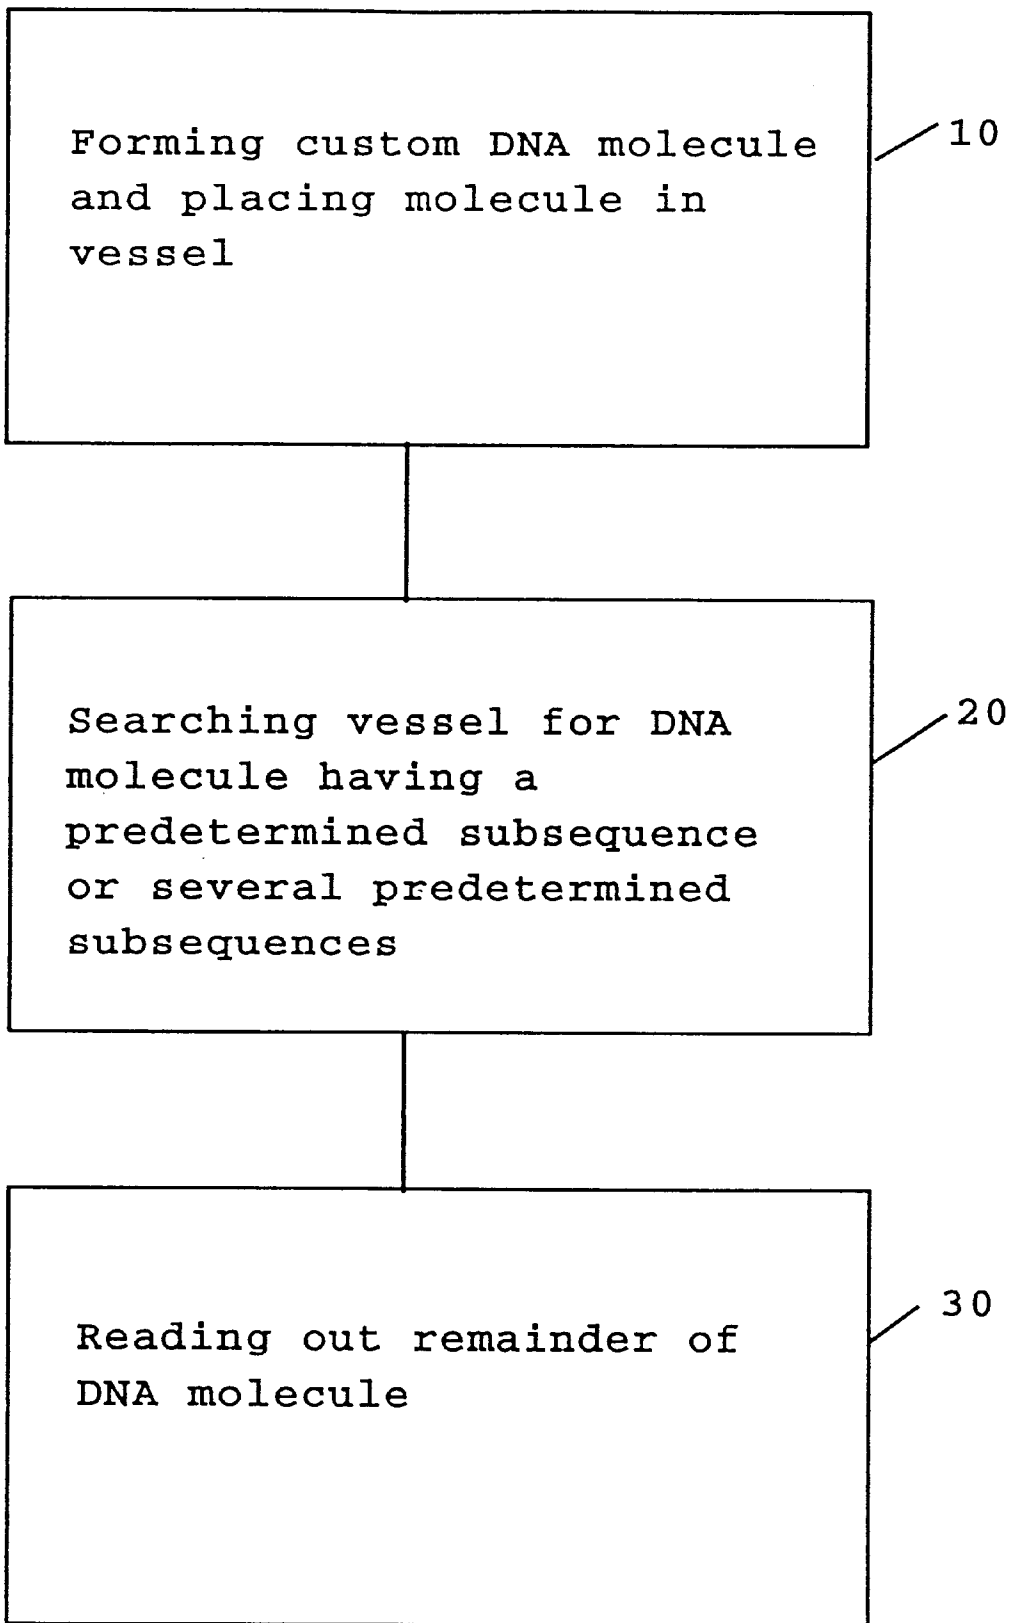 Forming custom DNA molecule
and placing molecule in
vessel
10
Searching vessel for DNA
molecule having a
predetermined subsequence
or several predetermined
subsequences
20
Reading out remainder of
DNA molecule
30